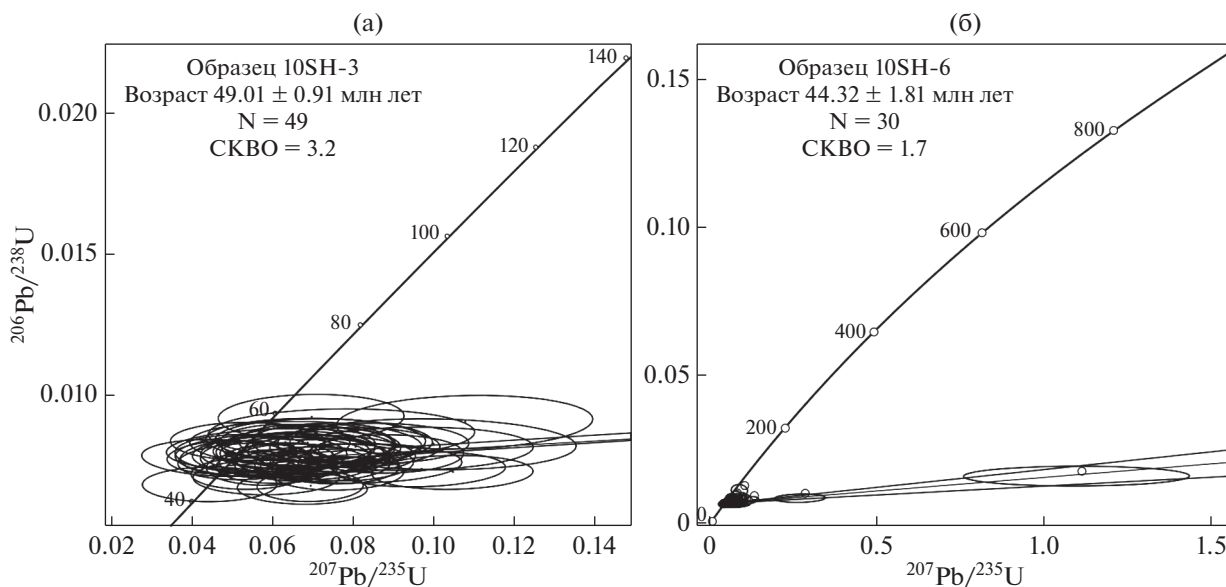 (а)
Образец 10SH-3
Возраст 49.01 ± 0.91 млн лет
N = 49
СКВО = 3.2
140
120
100
80
60
40
0.020
0.015
0.010
206Pb/238U
0.02 0.04 0.06 0.08 0.10 0.12 0.14
207Pb/235U
(б)
Образец 10SH-6
Возраст 44.32 ± 1.81 млн лет
N = 30
СКВО = 1.7
800
600
400
200
0
0.15
0.10
0.05
0
0 0.5 1.0 1.5
207Pb/235U